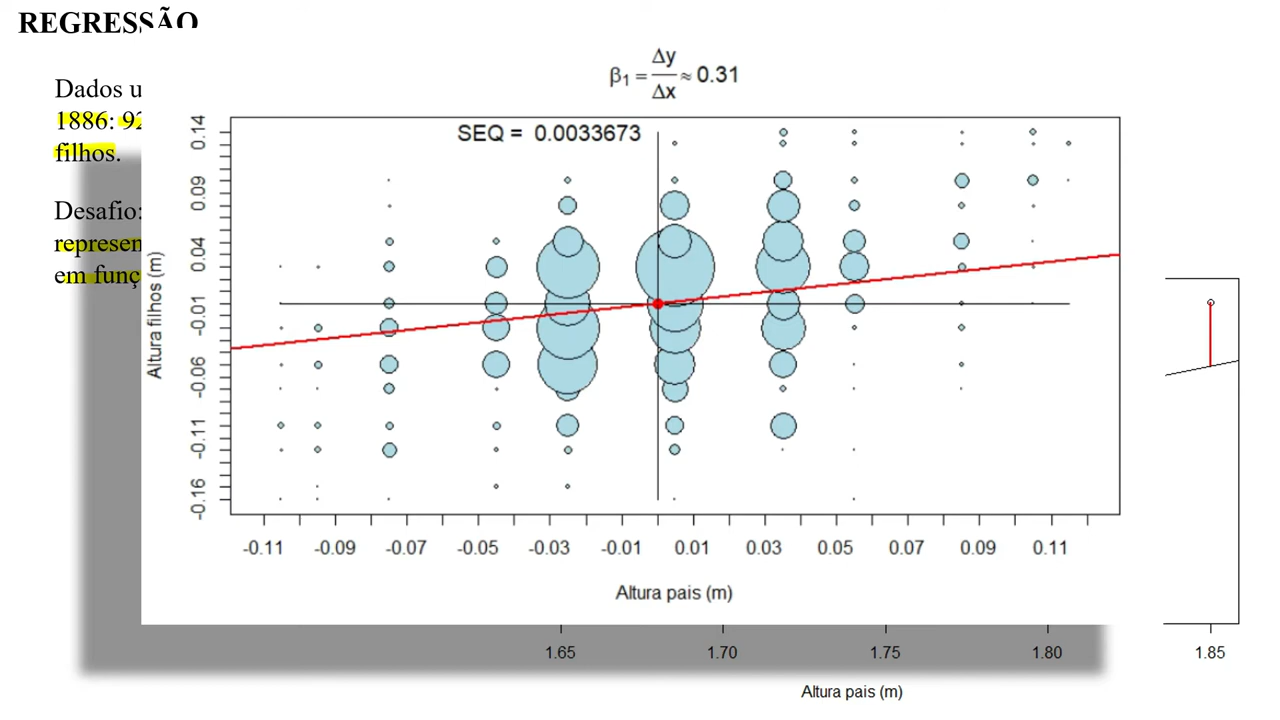 REGRESSÃO
Dados u
1886: 92
filhos.
Desafio:
represen
em funç
β1 = Δy/Δx ≈ 0.31
SEQ = 0.0033673
0.14
0.09
0.04
-0.01
-0.06
-0.11
-0.16
Altura filhos (m)
-0.11 -0.09 -0.07 -0.05 -0.03 -0.01 0.01 0.03 0.05 0.07 0.09 0.11
Altura pais (m)
1.65 1.70 1.75 1.80 1.85
Altura pais (m)